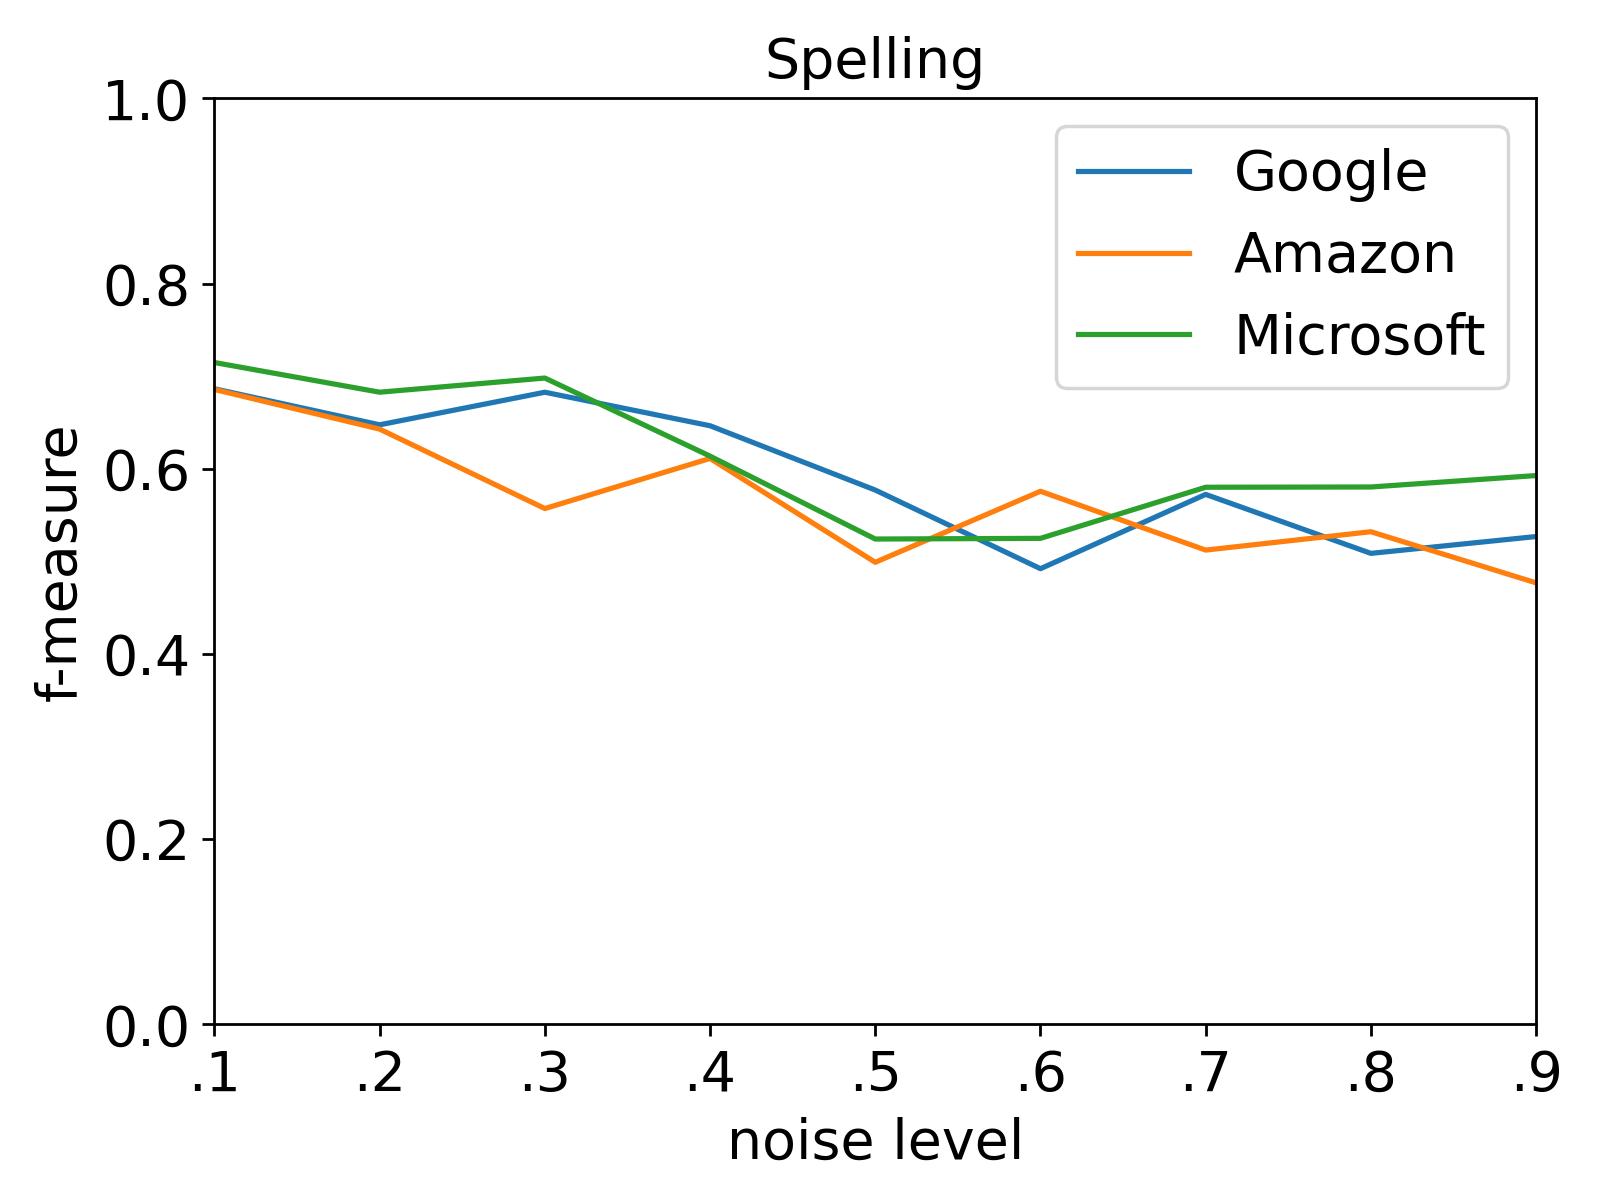 Spelling
1.0
0.8
0.6
0.4
0.2
0.0
f-measure
Google
Amazon
Microsoft
.1 .2 .3 .4 .5 .6 .7 .8 .9
noise level